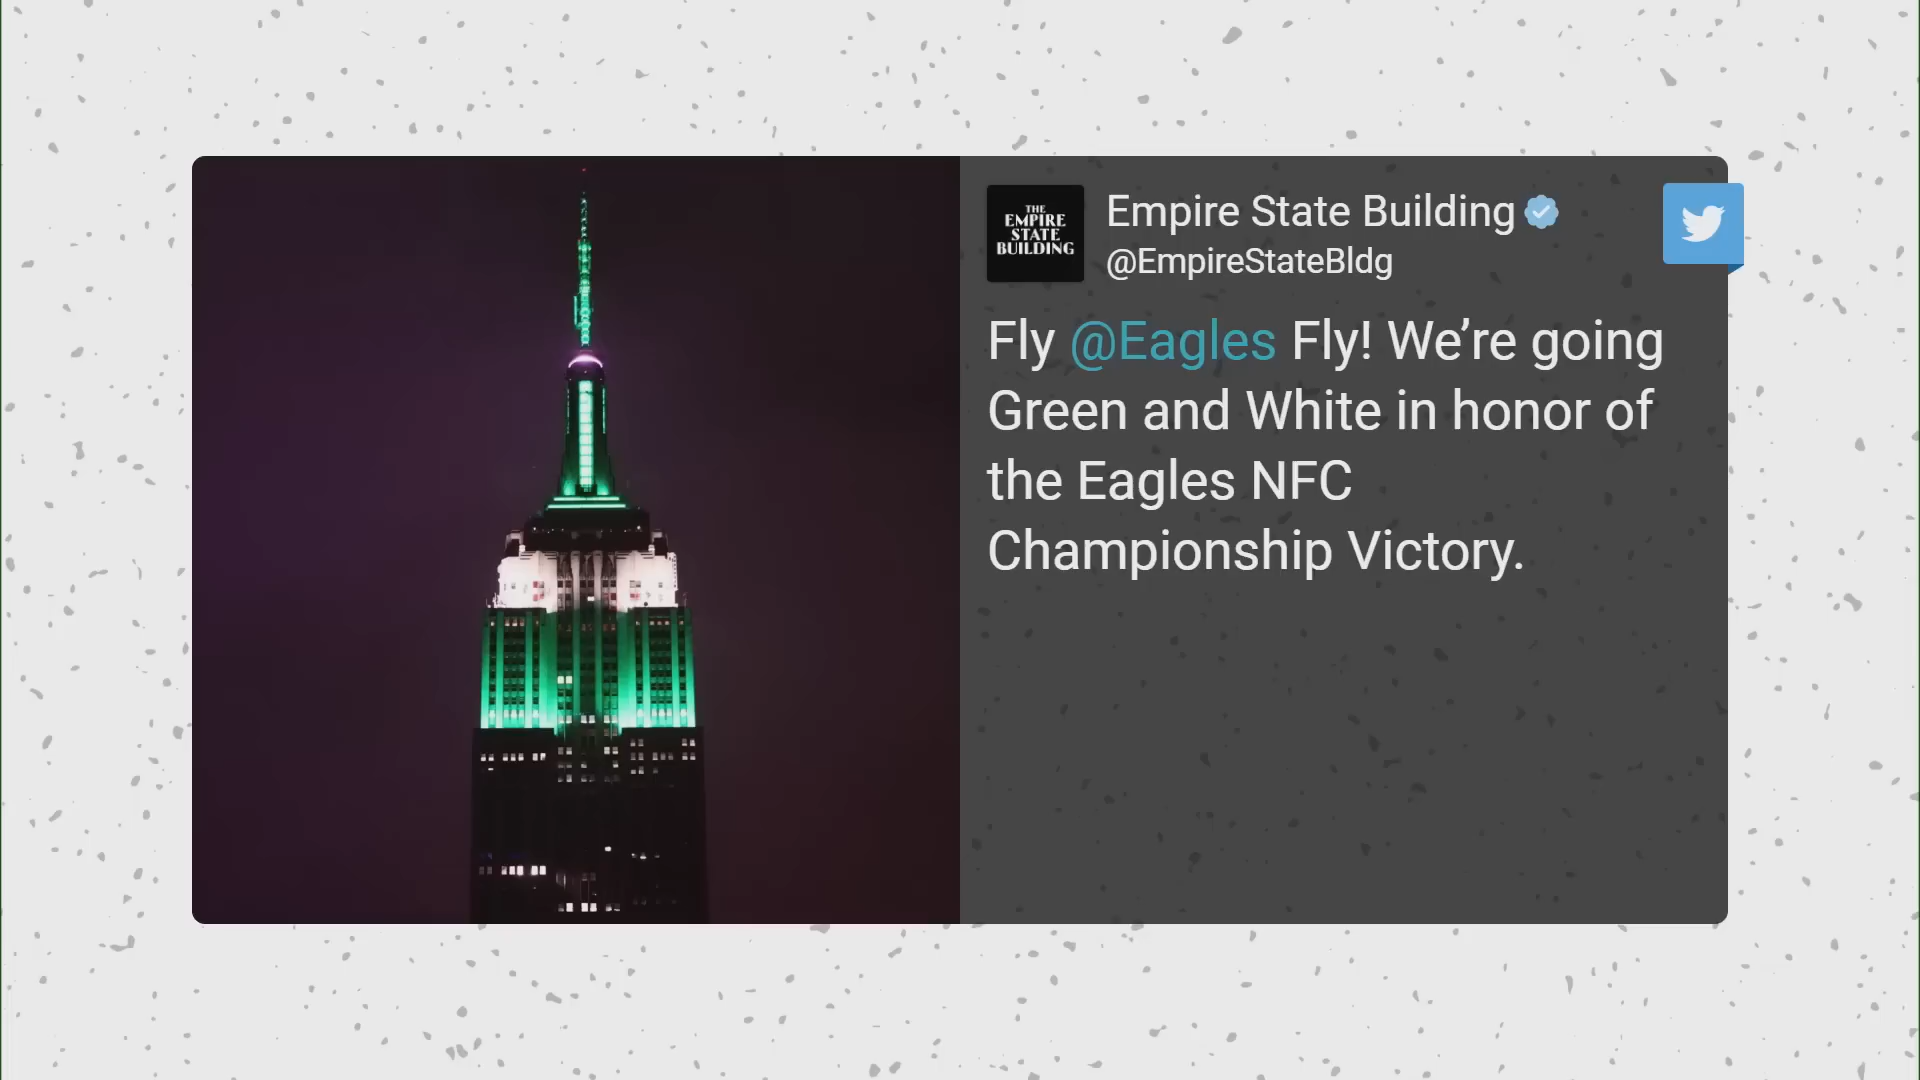 THE
EMPIRE
STATE
BUILDING
Empire State Building
@EmpireStateBldg
Fly @Eagles Fly! We’re going
Green and White in honor of
the Eagles NFC
Championship Victory.